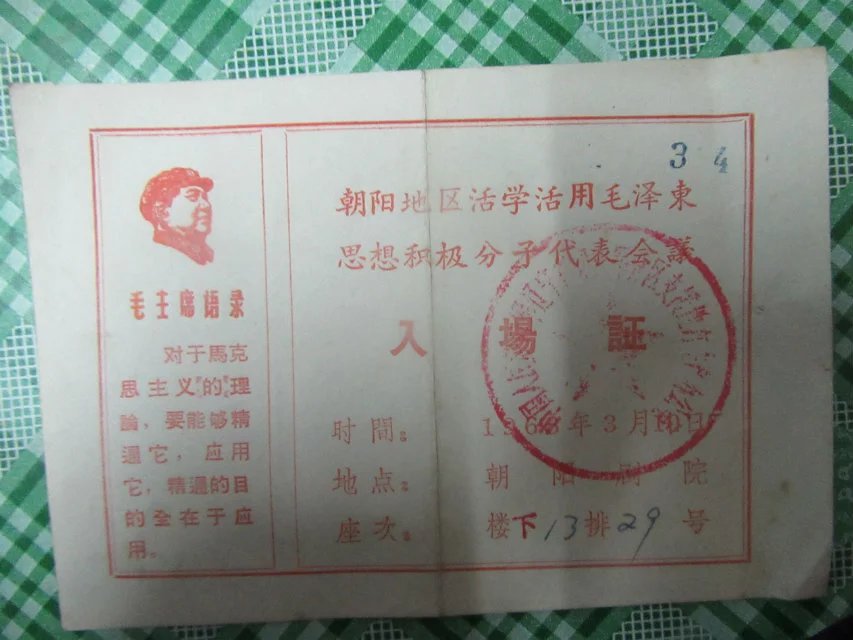 毛主席语录
对于馬克
思主义的理
論，要能够精
通它，应用
它，精通的目
的全在于应
用。
34
朝阳地区活学活用毛泽東
思想积极分子代表会議
入場証
时間：196 年3月10日
地点：朝阳剧院
座次：楼下13排29号